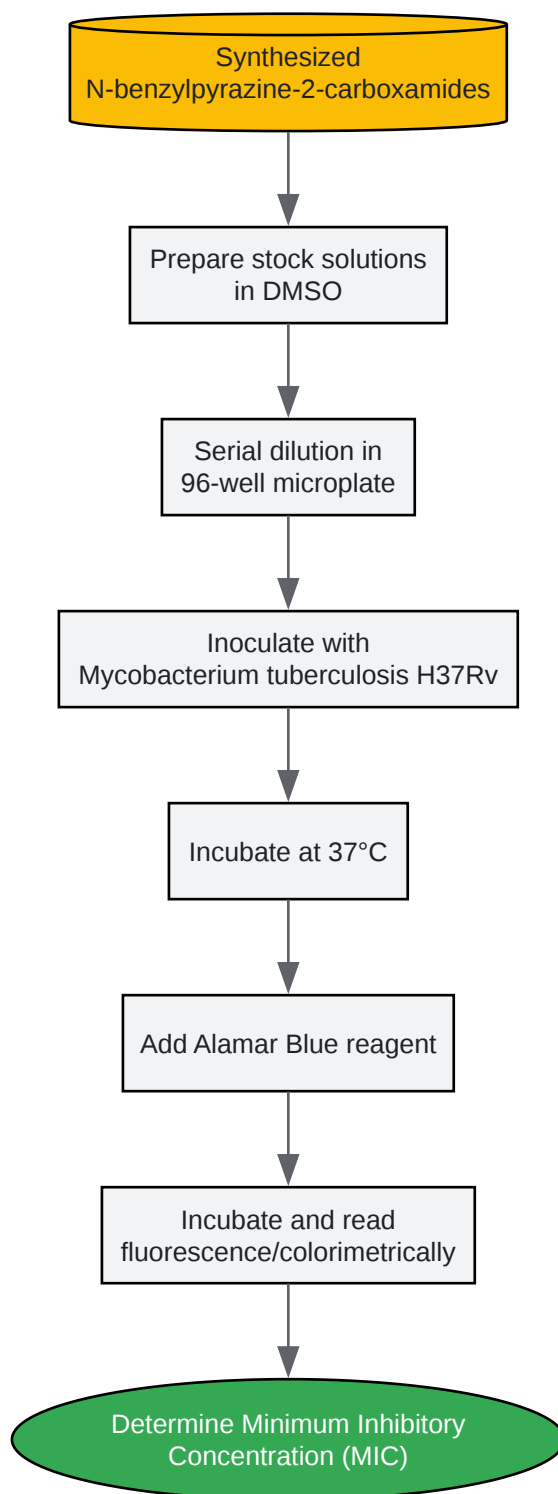 Synthesized
N-benzylpyrazine-2-carboxamides
Prepare stock solutions
in DMSO
Serial dilution in
96-well microplate
Inoculate with
Mycobacterium tuberculosis H37Rv
Incubate at 37°C
Add Alamar Blue reagent
Incubate and read
fluorescence/colorimetrically
Determine Minimum Inhibitory
Concentration (MIC)